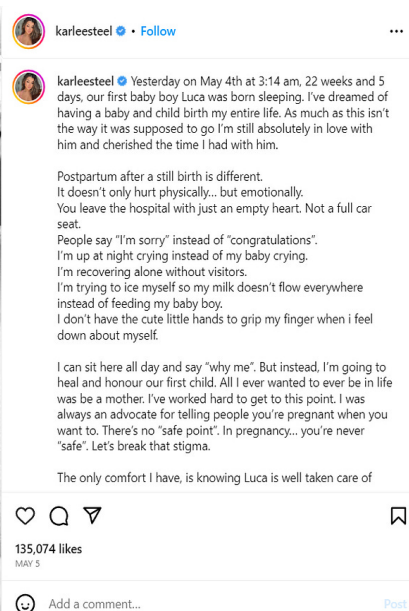 karleesteel • Follow
karleesteel Yesterday on May 4th at 3:14 am, 22 weeks and 5
days, our first baby boy Luca was born sleeping. I've dreamed of
having a baby and child birth my entire life. As much as this isn't
the way it was supposed to go I'm still absolutely in love with
him and cherished the time I had with him.
Postpartum after a still birth is different.
It doesn't only hurt physically... but emotionally.
You leave the hospital with just an empty heart. Not a full car
seat.
People say "I'm sorry" instead of "congratulations".
I'm up at night crying instead of my baby crying.
I'm recovering alone without visitors.
I'm trying to ice myself so my milk doesn't flow everywhere
instead of feeding my baby boy.
I don't have the cute little hands to grip my finger when i feel
down about myself.
I can sit here all day and say "why me". But instead, I'm going to
heal and honour our first child. All I ever wanted to ever be in life
was be a mother. I've worked hard to get to this point. I was
always an advocate for telling people you're pregnant when you
want to. There's no "safe point". In pregnancy... you're never
"safe". Let's break that stigma.
The only comfort I have, is knowing Luca is well taken care of
135,074 likes
MAY 5
Add a comment...
Post